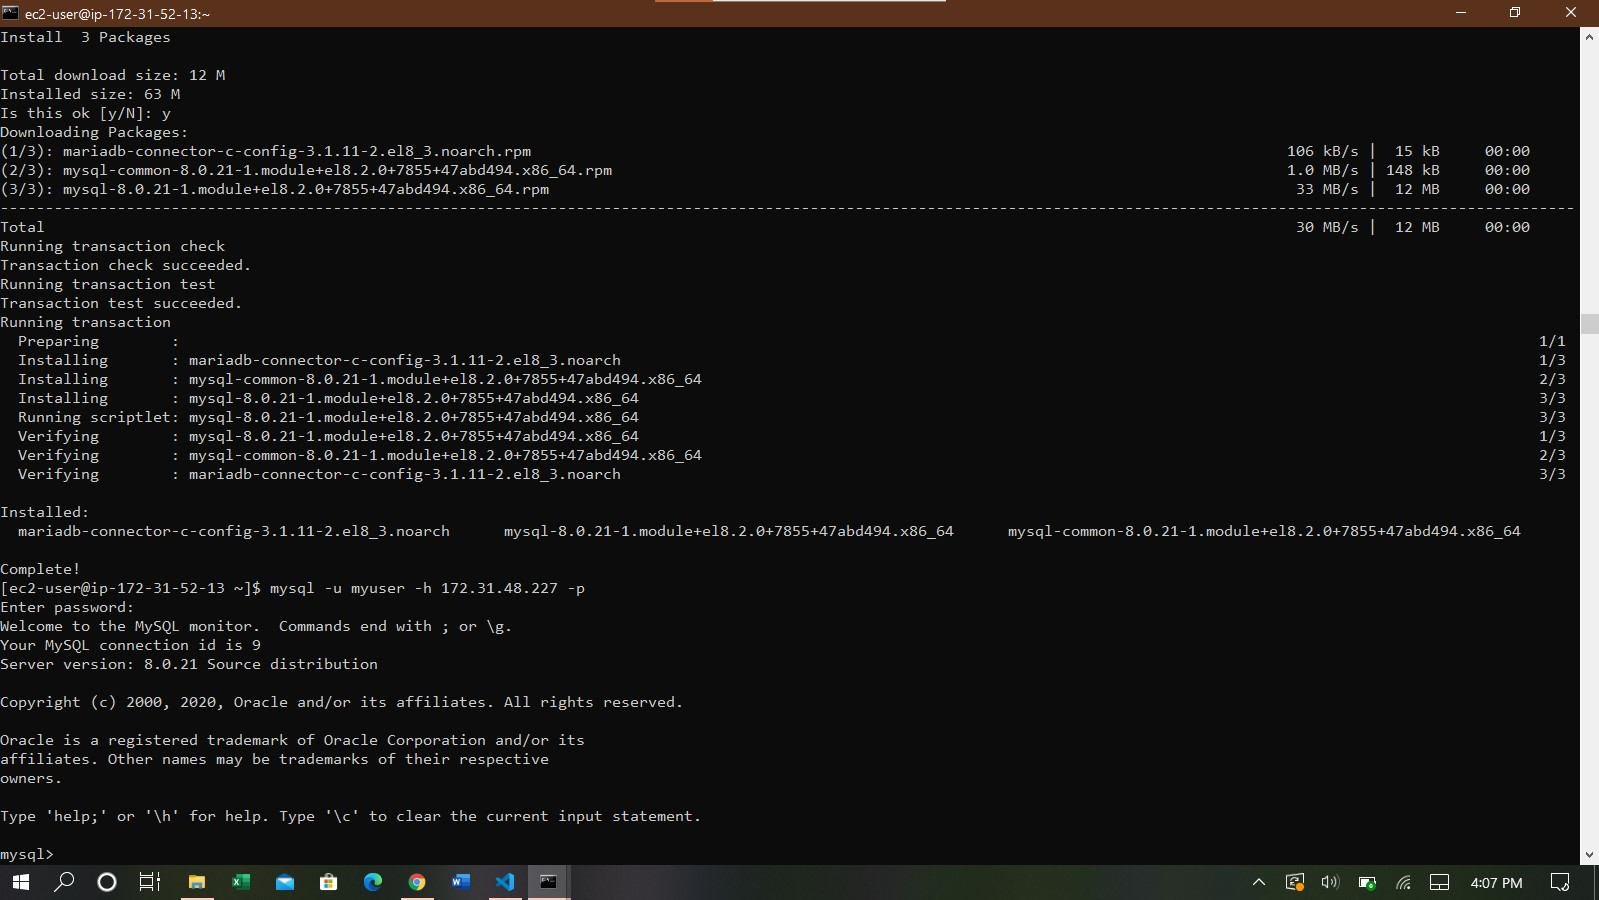 ec2-user@ip-172-31-52-13:~
Install  3 Packages
Total download size: 12 M
Installed size: 63 M
Is this ok [y/N]: y
Downloading Packages:
(1/3): mariadb-connector-c-config-3.1.11-2.el8_3.noarch.rpm 106 kB/s |  15 kB     00:00
(2/3): mysql-common-8.0.21-1.module+el8.2.0+7855+47abd494.x86_64.rpm 1.0 MB/s | 148 kB     00:00
(3/3): mysql-8.0.21-1.module+el8.2.0+7855+47abd494.x86_64.rpm 33 MB/s |  12 MB     00:00
--------------------------------------------------------------------------------
Total 30 MB/s |  12 MB     00:00
Running transaction check
Transaction check succeeded.
Running transaction test
Transaction test succeeded.
Running transaction
  Preparing        : 1/1
  Installing       : mariadb-connector-c-config-3.1.11-2.el8_3.noarch 1/3
  Installing       : mysql-common-8.0.21-1.module+el8.2.0+7855+47abd494.x86_64 2/3
  Installing       : mysql-8.0.21-1.module+el8.2.0+7855+47abd494.x86_64 3/3
  Running scriptlet: mysql-8.0.21-1.module+el8.2.0+7855+47abd494.x86_64 3/3
  Verifying        : mysql-8.0.21-1.module+el8.2.0+7855+47abd494.x86_64 1/3
  Verifying        : mysql-common-8.0.21-1.module+el8.2.0+7855+47abd494.x86_64 2/3
  Verifying        : mariadb-connector-c-config-3.1.11-2.el8_3.noarch 3/3
Installed:
  mariadb-connector-c-config-3.1.11-2.el8_3.noarch      mysql-8.0.21-1.module+el8.2.0+7855+47abd494.x86_64      mysql-common-8.0.21-1.module+el8.2.0+7855+47abd494.x86_64
Complete!
[ec2-user@ip-172-31-52-13 ~]$ mysql -u myuser -h 172.31.48.227 -p
Enter password:
Welcome to the MySQL monitor.  Commands end with ; or \g.
Your MySQL connection id is 9
Server version: 8.0.21 Source distribution
Copyright (c) 2000, 2020, Oracle and/or its affiliates. All rights reserved.
Oracle is a registered trademark of Oracle Corporation and/or its
affiliates. Other names may be trademarks of their respective
owners.
Type 'help;' or '\h' for help. Type '\c' to clear the current input statement.
mysql>
4:07 PM